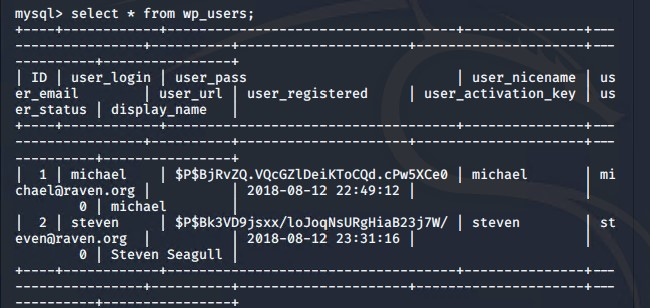 mysql> select * from wp_users;
+----+------------+------------------------------------+---------------+---
----------------+----------+---------------------+---------------------+---
----------+----------------+
| ID | user_login | user_pass                          | user_nicename | us
er_email        | user_url | user_registered     | user_activation_key | us
er_status | display_name   |
+----+------------+------------------------------------+---------------+---
----------------+----------+---------------------+---------------------+---
----------+----------------+
|  1 | michael    | $P$BjRvZQ.VQcGZlDeiKToCQd.cPw5XCe0 | michael       | mi
chael@raven.org |          | 2018-08-12 22:49:12 |                     |
        0 | michael        |
|  2 | steven     | $P$Bk3VD9jsxx/loJoqNsURgHiaB23j7W/ | steven        | st
even@raven.org  |          | 2018-08-12 23:31:16 |                     |
        0 | Steven Seagull |
+----+------------+------------------------------------+---------------+---
----------------+----------+---------------------+---------------------+---
----------+----------------+